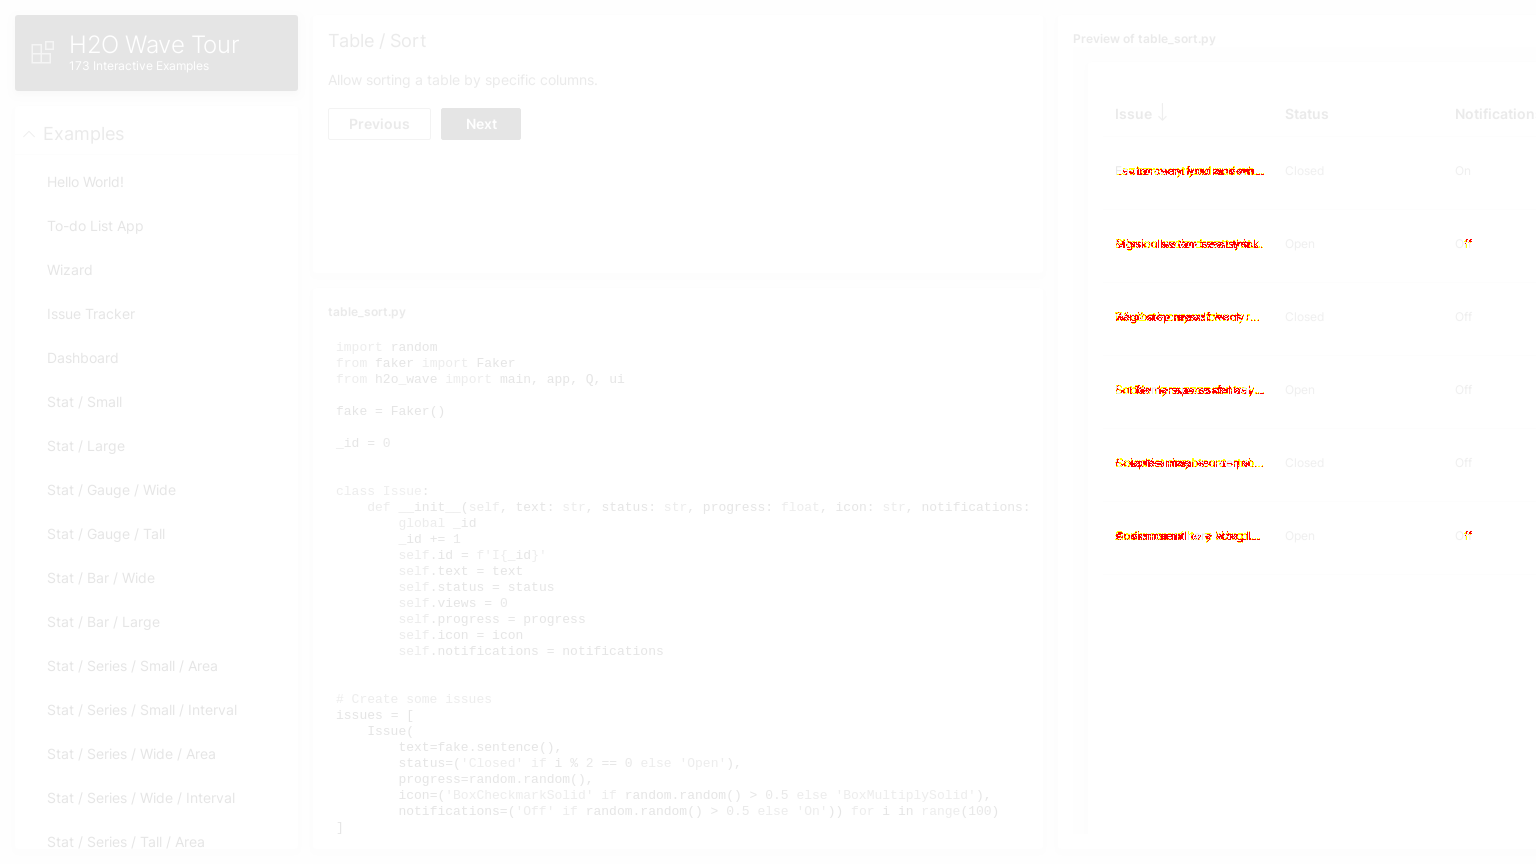 H2O Wave Tour
173 Interactive Examples
Examples
Hello World!
To-do List App
Wizard
Issue Tracker
Dashboard
Stat / Small
Stat / Large
Stat / Gauge / Wide
Stat / Gauge / Tall
Stat / Bar / Wide
Stat / Bar / Large
Stat / Series / Small / Area
Stat / Series / Small / Interval
Stat / Series / Wide / Area
Stat / Series / Wide / Interval
Stat / Series / Tall / Area
Table / Sort
Allow sorting a table by specific columns.
Previous Next
table_sort.py
import random
from faker import Faker
from h2o_wave import main, app, Q, ui
fake = Faker()
_id = 0
class Issue:
def __init__(self, text: str, status: str, progress: float, icon: str, notifications:
global _id
_id += 1
self.id = f'I{_id}'
self.text = text
self.status = status
self.views = 0
self.progress = progress
self.icon = icon
self.notifications = notifications
# Create some issues
issues = [
Issue(
text=fake.sentence(),
status=('Closed' if i % 2 == 0 else 'Open'),
progress=random.random(),
icon=('BoxCheckmarkSolid' if random.random() > 0.5 else 'BoxMultiplySolid'),
notifications=('Off' if random.random() > 0.5 else 'On')) for i in range(100)
]
Preview of table_sort.py
Issue Status Notification
Closed On
Open Off
Closed Off
Open Off
Closed Off
Open Off